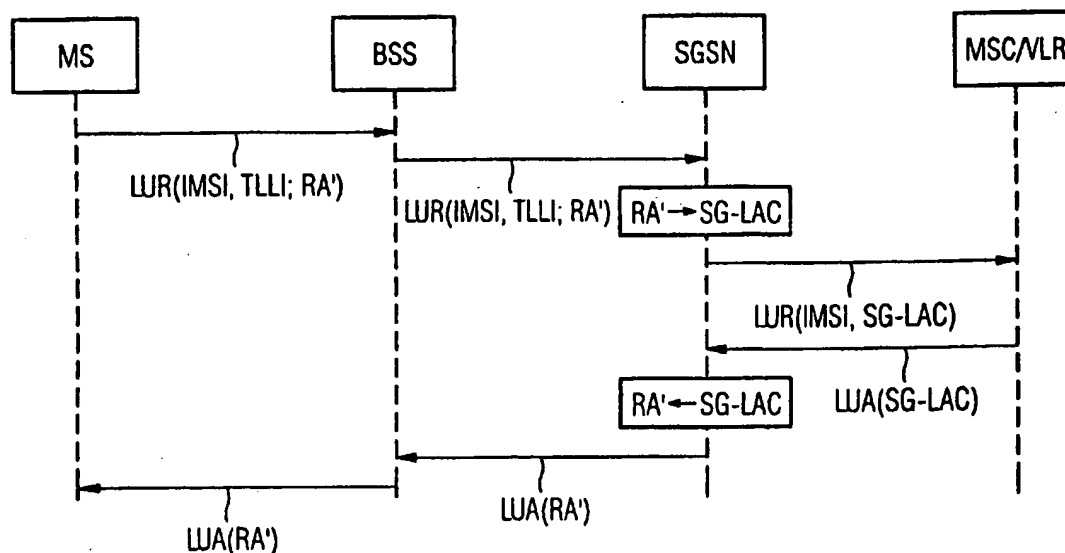 MS
BSS
SGSN
MSC/VLR
LUR(IMSI, TLLI; RA')
LUR(IMSI, TLLI; RA')
RA'→SG-LAC
LUR(IMSI, SG-LAC)
LUA(SG-LAC)
RA'←SG-LAC
LUA(RA')
LUA(RA')